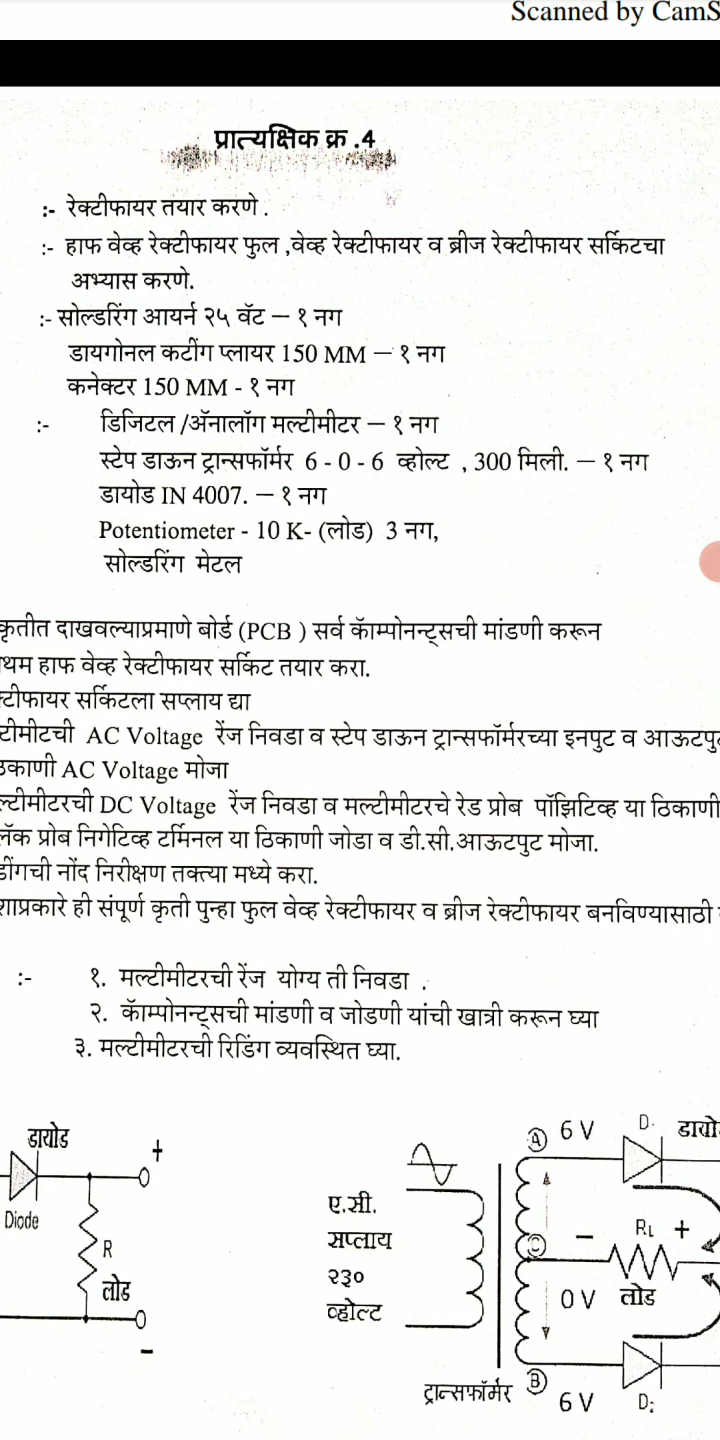 Scanned by CamS
प्रात्यक्षिक क्र .4
:- रेक्टीफायर तयार करणे .
:- हाफ वेव्ह रेक्टीफायर फुल ,वेव्ह रेक्टीफायर व ब्रीज रेक्टीफायर सर्किटचा
अभ्यास करणे.
:- सोल्डरिंग आयर्न २५ वॅट – १ नग
डायगोनल कटींग प्लायर 150 MM – १ नग
कनेक्टर 150 MM - १ नग
:- डिजिटल /ॲनालॉग मल्टीमीटर – १ नग
स्टेप डाऊन ट्रान्सफॉर्मर 6 - 0 - 6 व्होल्ट , 300 मिली. – १ नग
डायोड IN 4007. – १ नग
Potentiometer - 10 K- (लोड) 3 नग,
सोल्डरिंग मेटल
कृतीत दाखवल्याप्रमाणे बोर्ड (PCB ) सर्व कॅाम्पोनन्ट्सची मांडणी करून
थम हाफ वेव्ह रेक्टीफायर सर्किट तयार करा.
क्टीफायर सर्किटला सप्लाय द्या
टीमीटची AC Voltage रेंज निवडा व स्टेप डाऊन ट्रान्सफॉर्मरच्या इनपुट व आऊटपु
ठिकाणी AC Voltage मोजा
ल्टीमीटरची DC Voltage रेंज निवडा व मल्टीमीटरचे रेड प्रोब पॉझिटिव्ह या ठिकाणी
लॅक प्रोब निगेटिव्ह टर्मिनल या ठिकाणी जोडा व डी.सी.आऊटपुट मोजा.
डींगची नोंद निरीक्षण तक्त्या मध्ये करा.
शाप्रकारे ही संपूर्ण कृती पुन्हा फुल वेव्ह रेक्टीफायर व ब्रीज रेक्टीफायर बनविण्यासाठी
:- १. मल्टीमीटरची रेंज योग्य ती निवडा .
२. कॅाम्पोनन्ट्सची मांडणी व जोडणी यांची खात्री करून घ्या
३. मल्टीमीटरची रिडिंग व्यवस्थित घ्या.
डायोड
+
Diode
R
लोड
-
ए.सी.
सप्लाय
२३०
व्होल्ट
ट्रान्सफॉर्मर
A 6 V D. डायो
C - RL +
0 V लोड
B 6 V D2